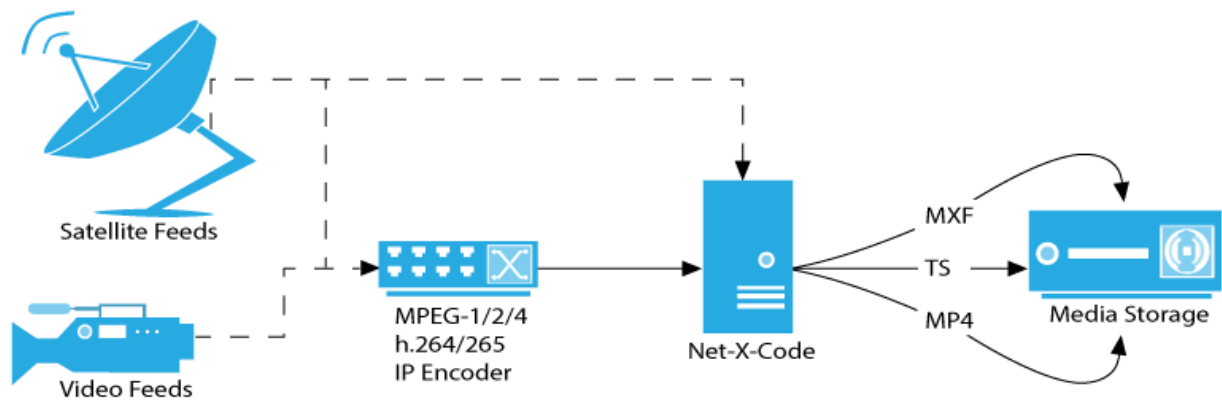 Satellite Feeds
Video Feeds
MPEG-1/2/4
h.264/265
IP Encoder
Net-X-Code
MXF
TS
MP4
Media Storage